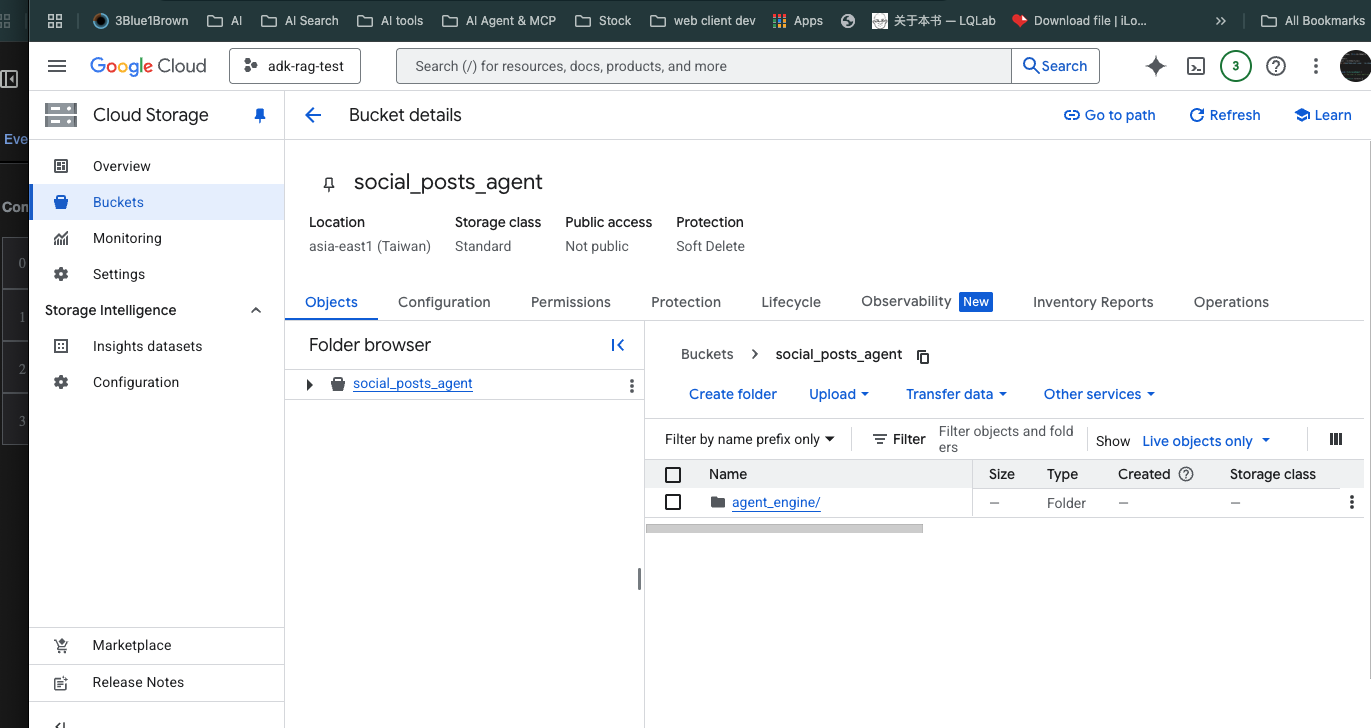 3Blue1Brown AI AI Search AI tools AI Agent & MCP Stock web client dev Apps 关于本书 — LQLab Download file | iLo... » All Bookmarks
Google Cloud adk-rag-test Search (/) for resources, docs, products, and more Search 3
Cloud Storage
Bucket details Go to path Refresh Learn
Eve
Con
0
1
2
3
Overview
Buckets
Monitoring
Settings
Storage Intelligence
Insights datasets
Configuration
Marketplace
Release Notes
social_posts_agent
Location Storage class Public access Protection
asia-east1 (Taiwan) Standard Not public Soft Delete
Objects Configuration Permissions Protection Lifecycle Observability New Inventory Reports Operations
Folder browser
social_posts_agent
Buckets > social_posts_agent
Create folder Upload Transfer data Other services
Filter by name prefix only Filter Filter objects and fold
ers
Show Live objects only
Name Size Type Created Storage class
agent_engine/ — Folder — —